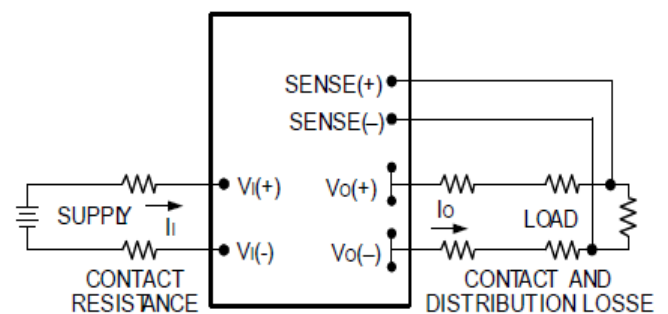 SENSE(+)
SENSE(–)
VI(+)
VO(+)
SUPPLY
II
IO
LOAD
VI(-)
VO(–)
CONTACT
RESISTANCE
CONTACT AND
DISTRIBUTION LOSSE